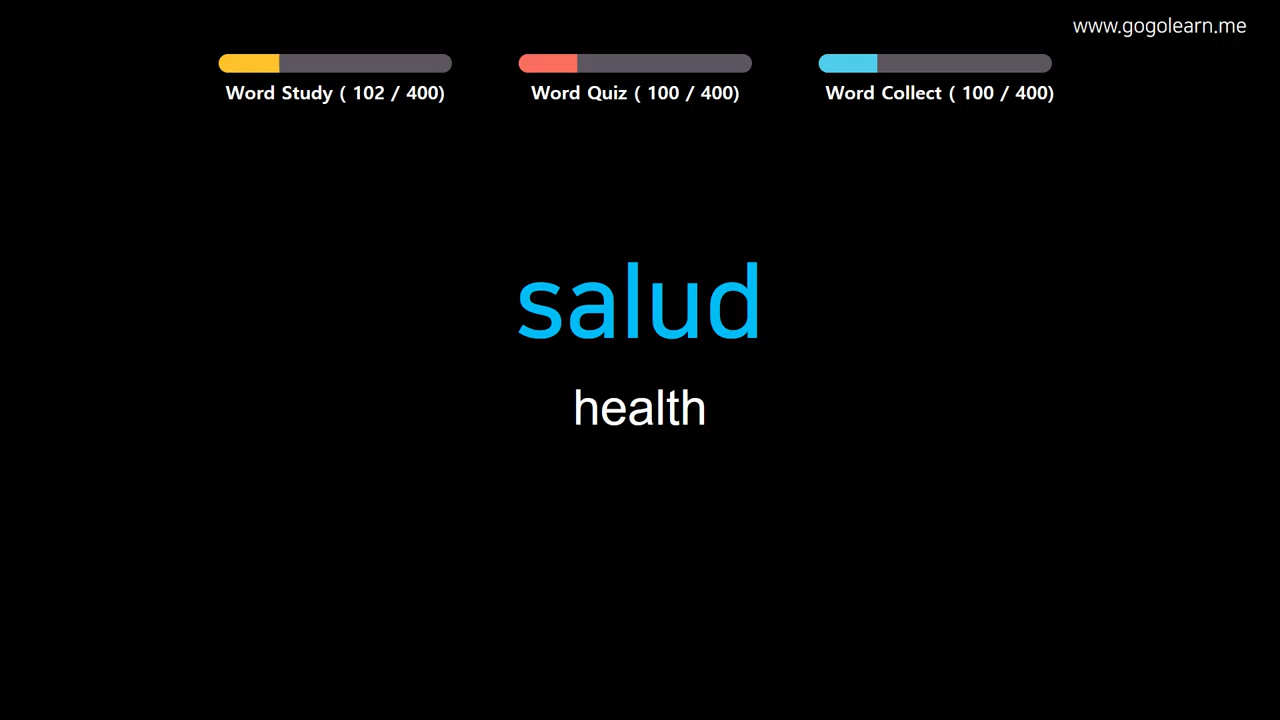 www.gogolearn.me
Word Study ( 102 / 400)
Word Quiz ( 100 / 400)
Word Collect ( 100 / 400)
salud
health